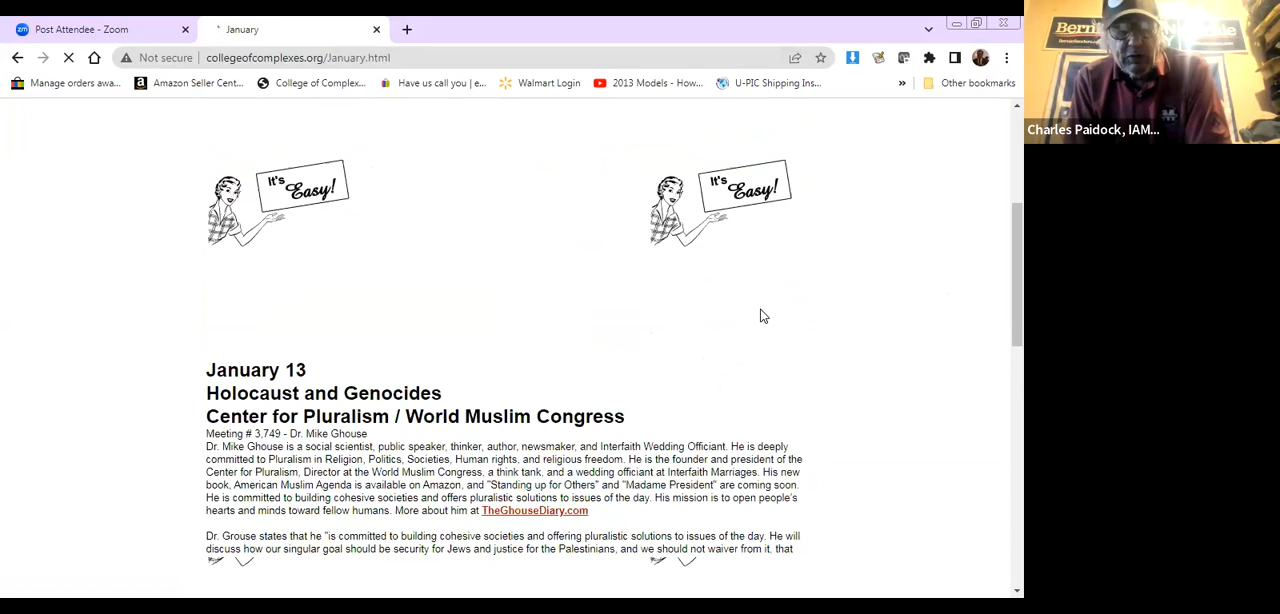 Post Attendee - Zoom
January
Not secure collegeofcomplexes.org/January.html
Manage orders awa... Amazon Seller Cent... College of Complex... Have us call you | e... Walmart Login 2013 Models - How... U-PIC Shipping Ins... » Other bookmarks
Bernie
Charles Paidock, IAM...
It's Easy!
It's Easy!
January 13
Holocaust and Genocides
Center for Pluralism / World Muslim Congress
Meeting # 3,749 - Dr. Mike Ghouse
Dr. Mike Ghouse is a social scientist, public speaker, thinker, author, newsmaker, and Interfaith Wedding Officiant. He is deeply
committed to Pluralism in Religion, Politics, Societies, Human rights, and religious freedom. He is the founder and president of the
Center for Pluralism, Director at the World Muslim Congress, a think tank, and a wedding officiant at Interfaith Marriages. His new
book, American Muslim Agenda is available on Amazon, and "Standing up for Others" and "Madame President" are coming soon.
He is committed to building cohesive societies and offers pluralistic solutions to issues of the day. His mission is to open people's
hearts and minds toward fellow humans. More about him at TheGhouseDiary.com
Dr. Grouse states that he "is committed to building cohesive societies and offering pluralistic solutions to issues of the day. He will
discuss how our singular goal should be security for Jews and justice for the Palestinians, and we should not waiver from it, that